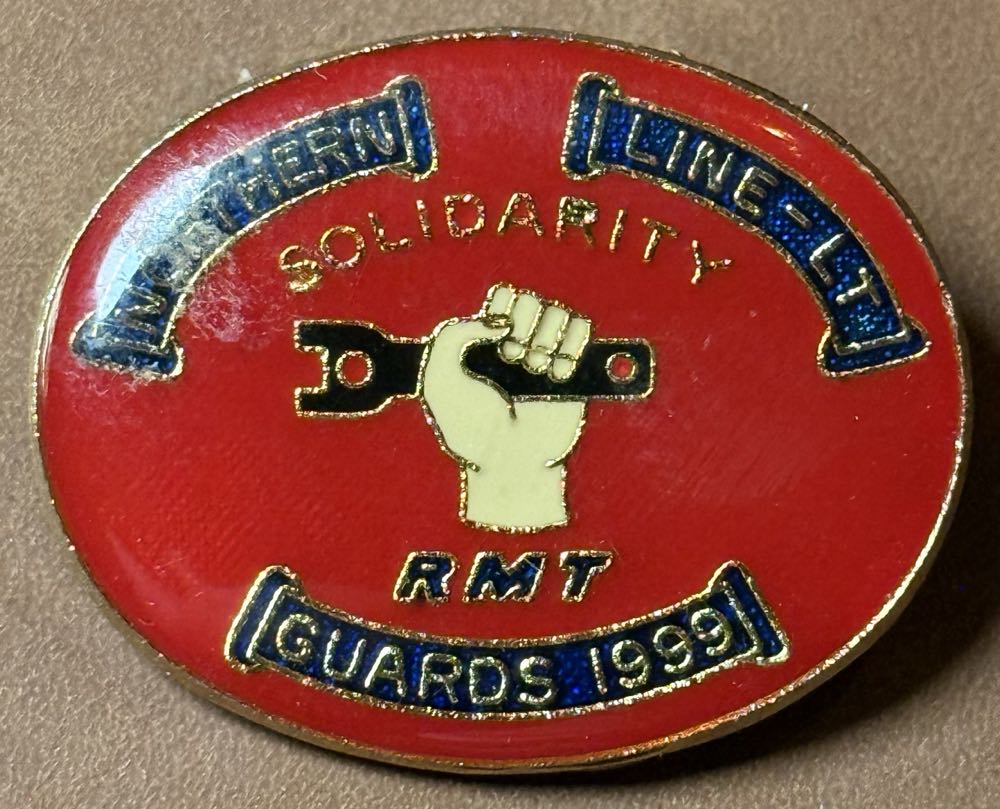 NORTHERN LINE-LT
SOLIDARITY
RMT
GUARDS 1999